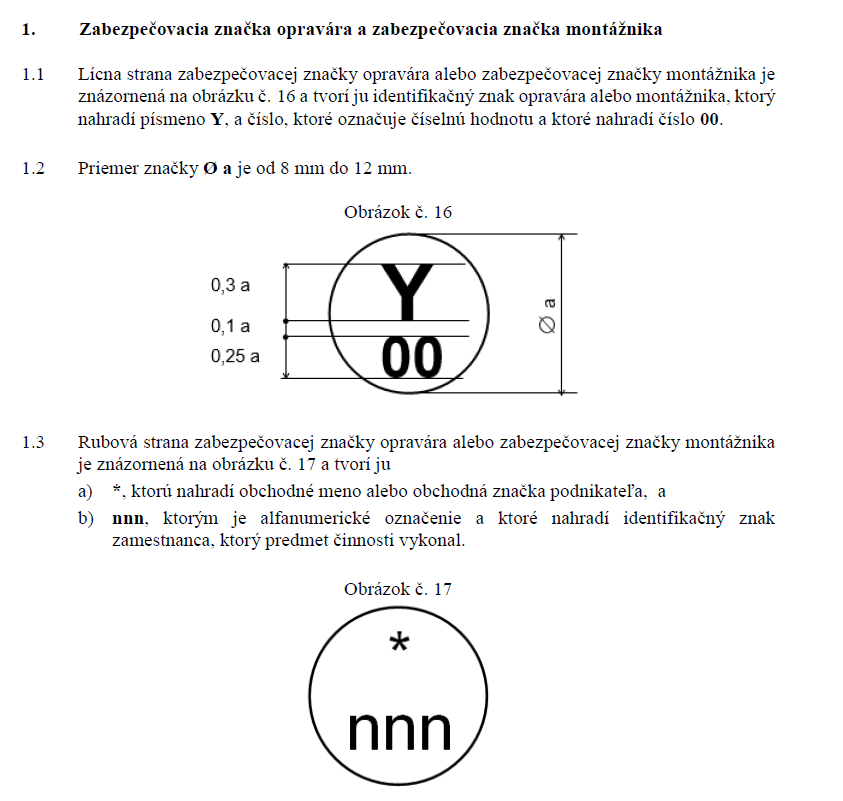 1. Zabezpečovacia značka opravára a zabezpečovacia značka montážnika
1.1 Lícna strana zabezpečovacej značky opravára alebo zabezpečovacej značky montážnika je
znázornená na obrázku č. 16 a tvorí ju identifikačný znak opravára alebo montážnika, ktorý
nahradí písmeno Y, a číslo, ktoré označuje číselnú hodnotu a ktoré nahradí číslo 00.
1.2 Priemer značky Ø a je od 8 mm do 12 mm.
Obrázok č. 16
0,3 a
0,1 a
0,25 a
Y
00
Ø a
1.3 Rubová strana zabezpečovacej značky opravára alebo zabezpečovacej značky montážnika
je znázornená na obrázku č. 17 a tvorí ju
a) *, ktorú nahradí obchodné meno alebo obchodná značka podnikateľa, a
b) nnn, ktorým je alfanumerické označenie a ktoré nahradí identifikačný znak
zamestnanca, ktorý predmet činnosti vykonal.
Obrázok č. 17
*
nnn